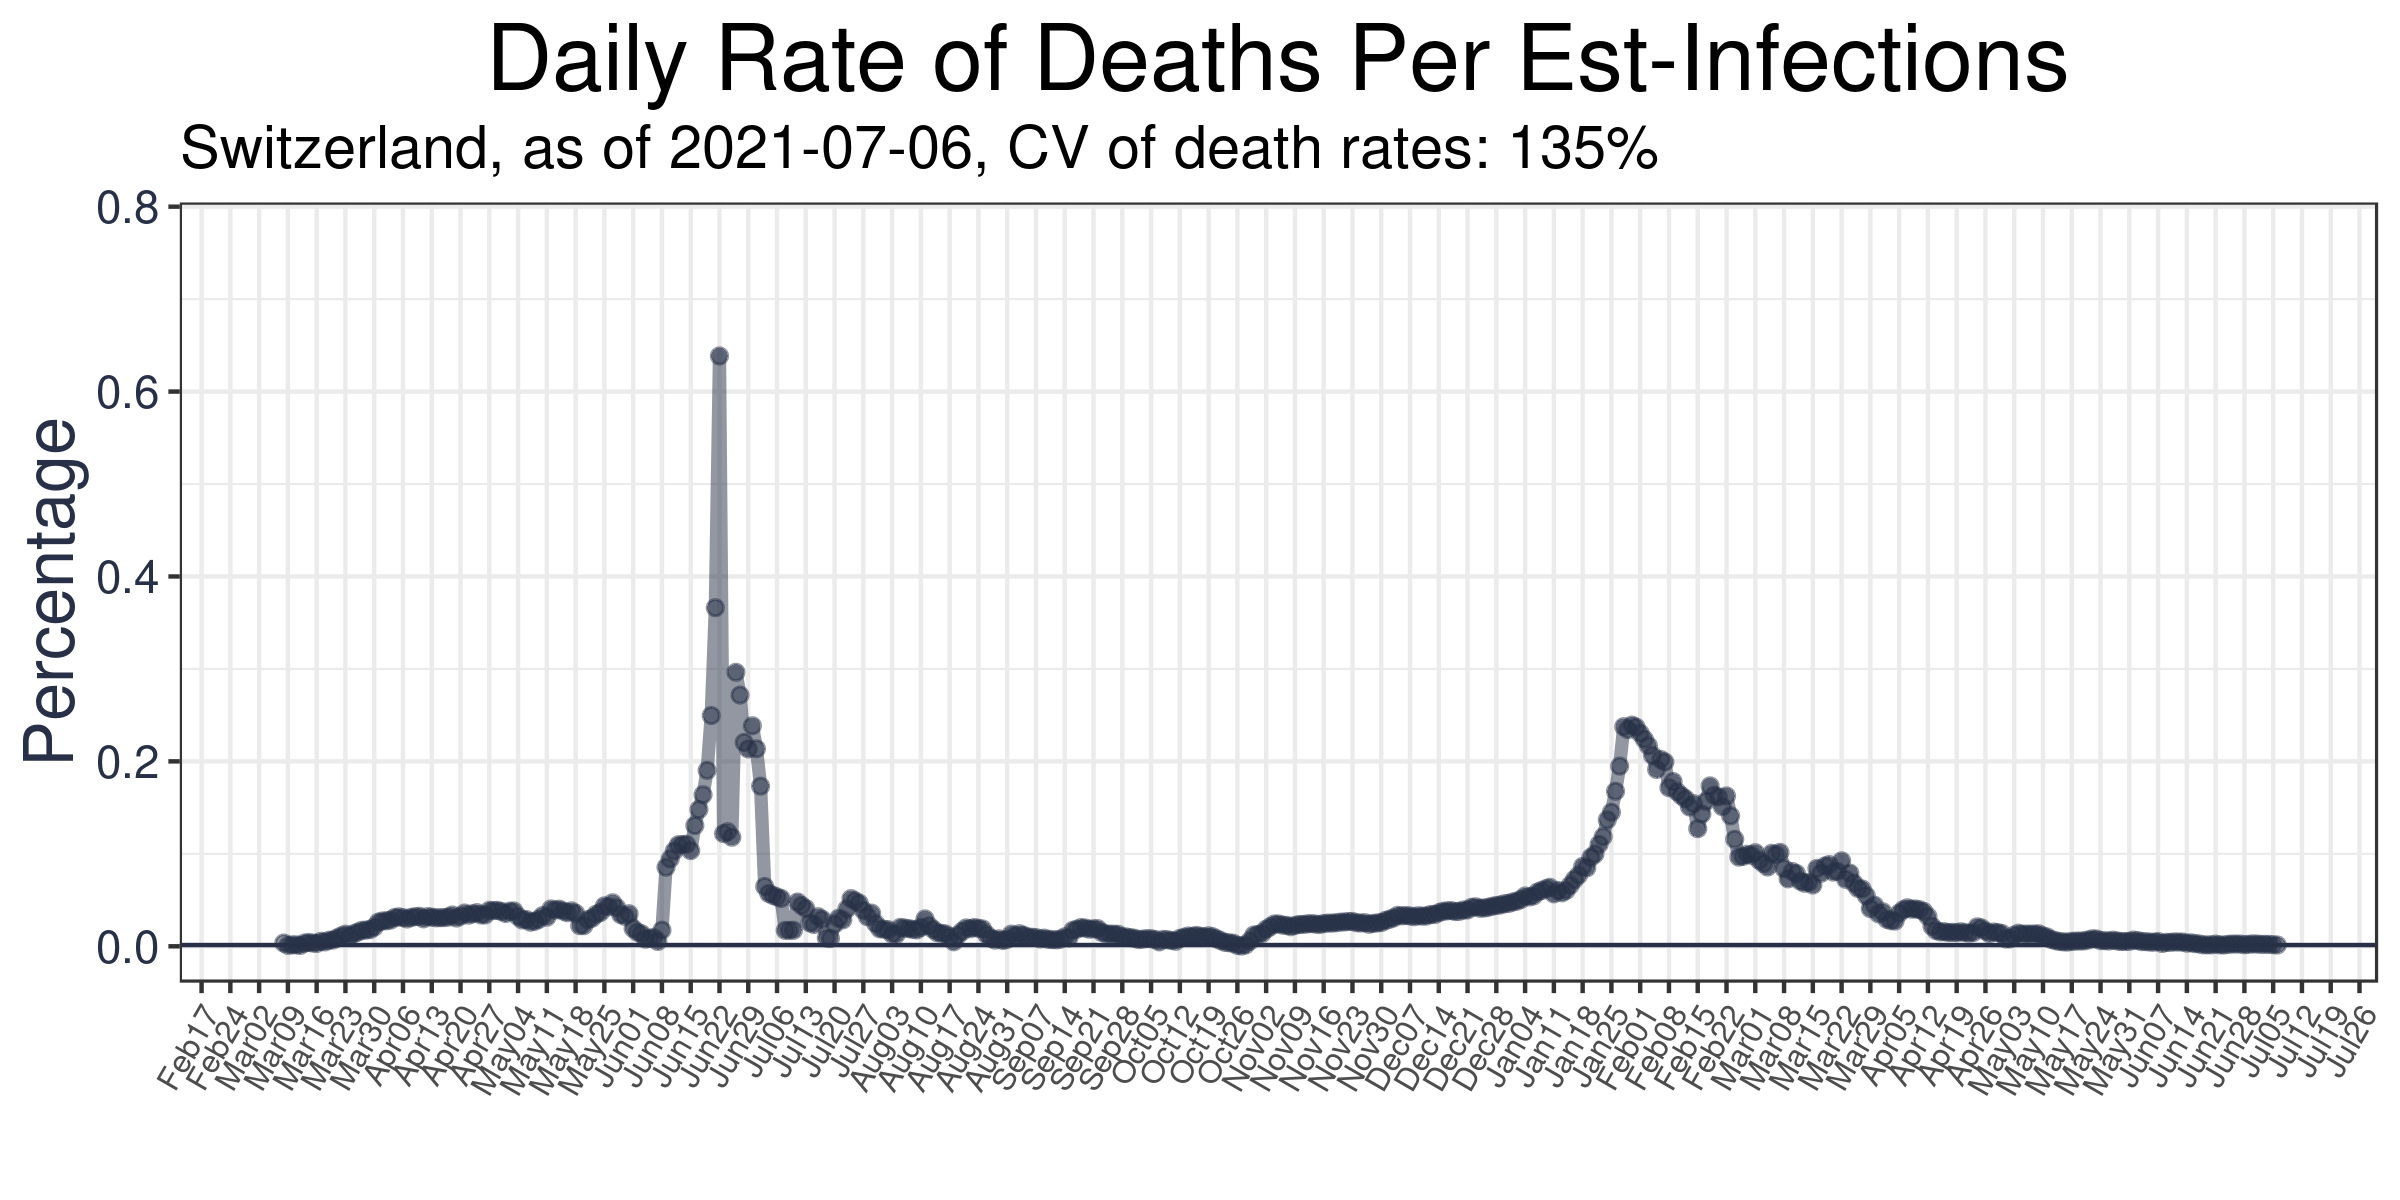 Daily Rate of Deaths Per Est-Infections
Switzerland, as of 2021-07-06, CV of death rates: 135%
Percentage
0.8
0.6
0.4
0.2
0.0
Feb17
Feb24
Mar02
Mar09
Mar16
Mar23
Mar30
Apr06
Apr13
Apr20
Apr27
May04
May11
May18
May25
Jun01
Jun08
Jun15
Jun22
Jun29
Jul06
Jul13
Jul20
Jul27
Aug03
Aug10
Aug17
Aug24
Aug31
Sep07
Sep14
Sep21
Sep28
Oct05
Oct12
Oct19
Oct26
Nov02
Nov09
Nov16
Nov23
Nov30
Dec07
Dec14
Dec21
Dec28
Jan04
Jan11
Jan18
Jan25
Feb01
Feb08
Feb15
Feb22
Mar01
Mar08
Mar15
Mar22
Mar29
Apr05
Apr12
Apr19
Apr26
May03
May10
May17
May24
May31
Jun07
Jun14
Jun21
Jun28
Jul05
Jul12
Jul19
Jul26